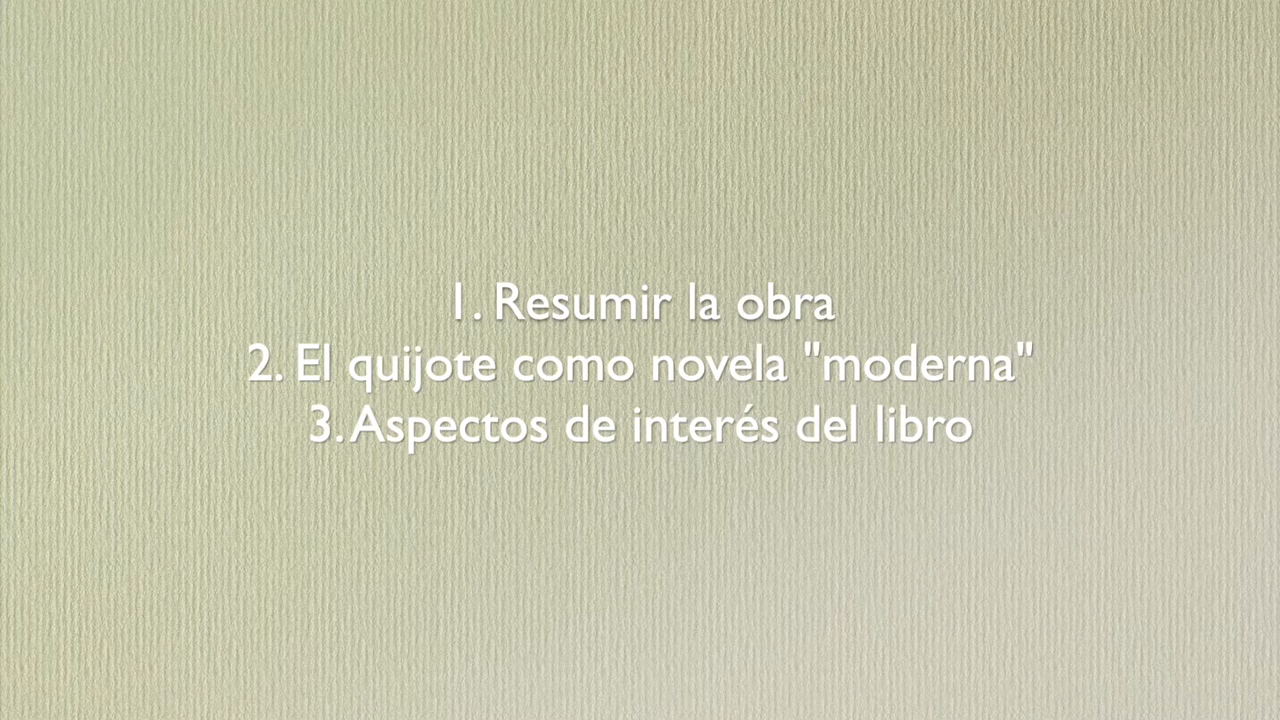 1. Resumir la obra
2. El quijote como novela "moderna"
3. Aspectos de interés del libro